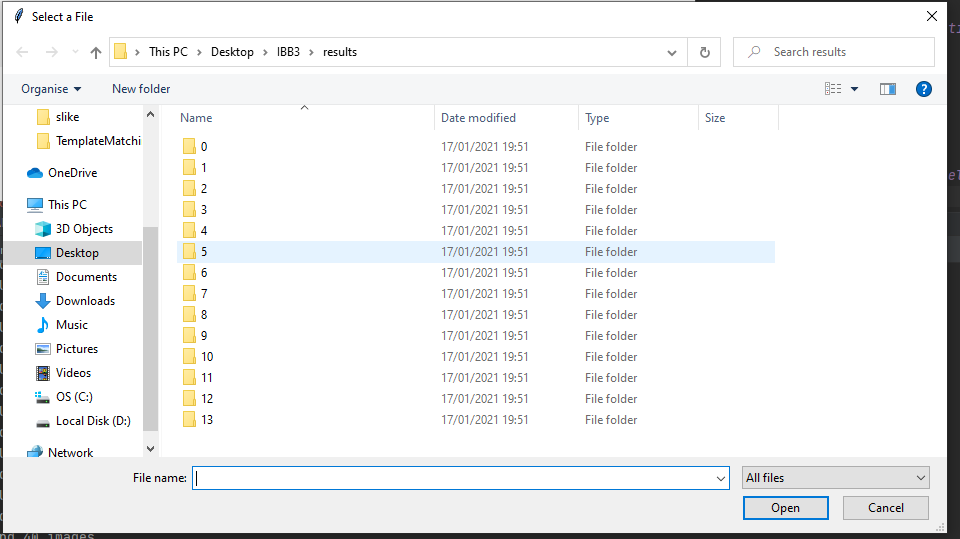 Select a File
This PC > Desktop > IBB3 > results
Search results
Organise
New folder
slike
TemplateMatchi
OneDrive
This PC
3D Objects
Desktop
Documents
Downloads
Music
Pictures
Videos
OS (C:)
Local Disk (D:)
Network
Name Date modified Type Size
0 17/01/2021 19:51 File folder
1 17/01/2021 19:51 File folder
2 17/01/2021 19:51 File folder
3 17/01/2021 19:51 File folder
4 17/01/2021 19:51 File folder
5 17/01/2021 19:51 File folder
6 17/01/2021 19:51 File folder
7 17/01/2021 19:51 File folder
8 17/01/2021 19:51 File folder
9 17/01/2021 19:51 File folder
10 17/01/2021 19:51 File folder
11 17/01/2021 19:51 File folder
12 17/01/2021 19:51 File folder
13 17/01/2021 19:51 File folder
File name:
All files
Open
Cancel
images